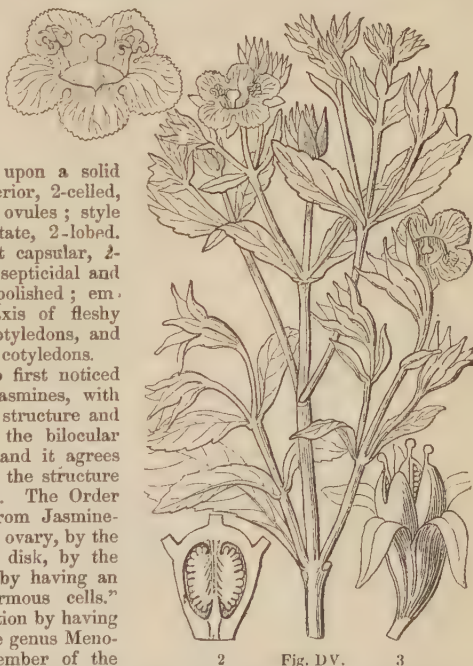 upon a solid
erior, 2-celled,
ovules ; style
tate, 2-lobed.
t capsular, 2-
septicidal and
polished ; em-
xis of fleshy
otyledons, and
cotyledons.
o first noticed
asmines, with
structure and
the bilocular
and it agrees
the structure
. The Order
rom Jasmine-
ovary, by the
disk, by the
by having an
rmous cells."
tion by having
e genus Meno-
ember of the
2 Fig. DV. 3